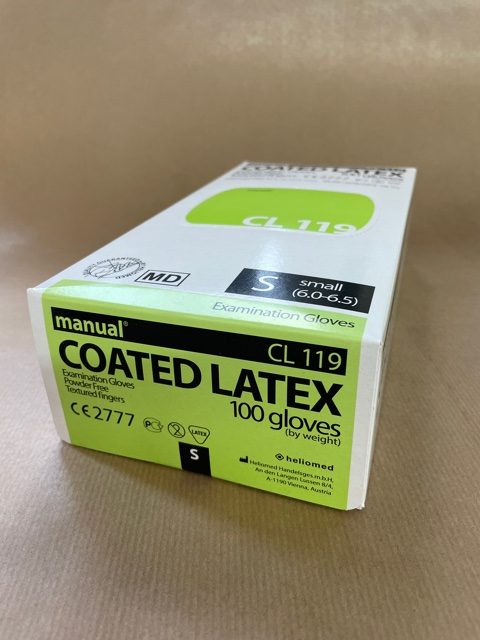 COATED LATEX
CL 119
MD
S small
(6.0-6.5)
Examination Gloves
manual®
CL 119
COATED LATEX
Examination Gloves
Powder Free
Textured fingers
100 gloves
(by weight)
CE 2777
LATEX
S
heliomed
Heliomed Handelsges.m.b.H,
An den Langen Lüssen 8/4,
A-1190 Vienna, Austria